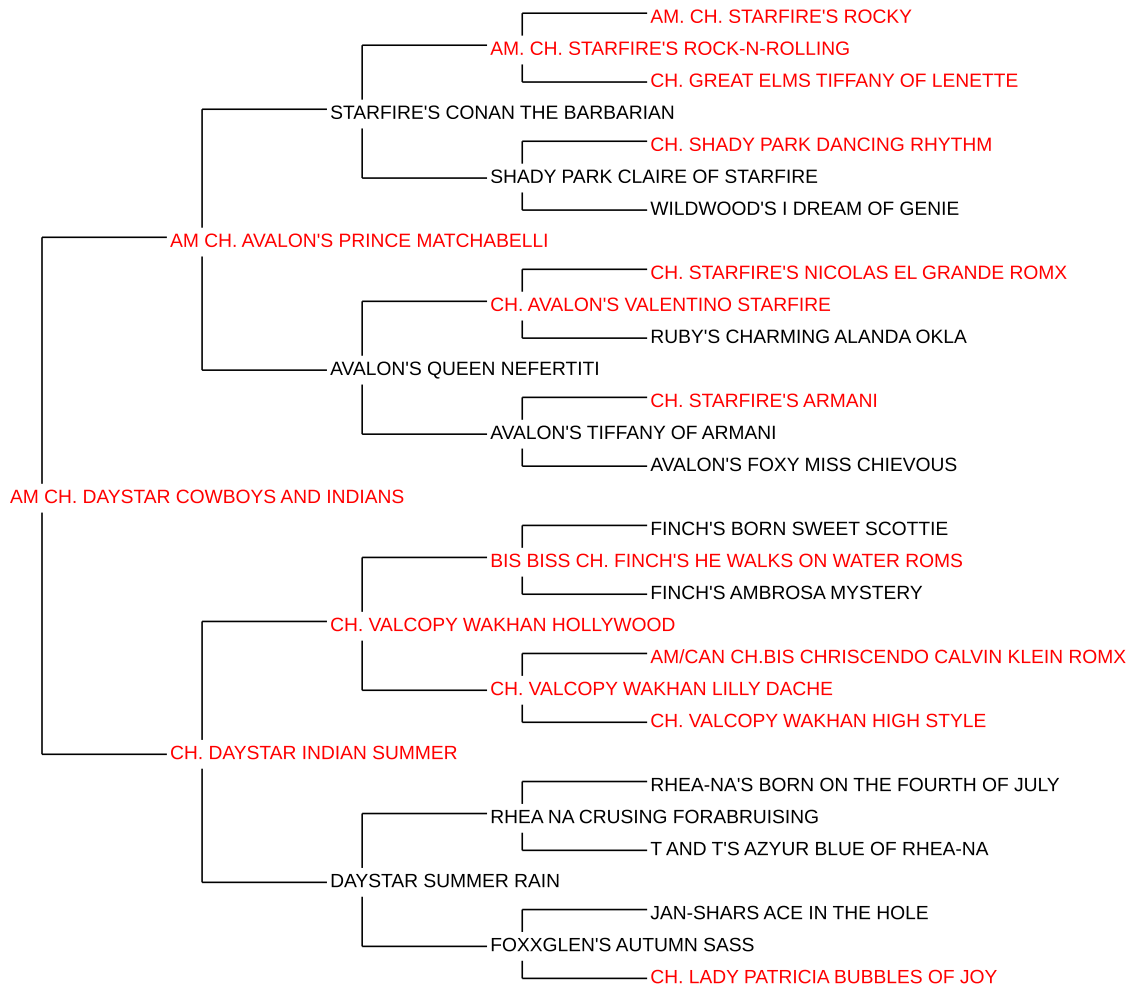 AM. CH. STARFIRE'S ROCKY
AM. CH. STARFIRE'S ROCK-N-ROLLING
CH. GREAT ELMS TIFFANY OF LENETTE
STARFIRE'S CONAN THE BARBARIAN
CH. SHADY PARK DANCING RHYTHM
SHADY PARK CLAIRE OF STARFIRE
WILDWOOD'S I DREAM OF GENIE
AM CH. AVALON'S PRINCE MATCHABELLI
CH. STARFIRE'S NICOLAS EL GRANDE ROMX
CH. AVALON'S VALENTINO STARFIRE
RUBY'S CHARMING ALANDA OKLA
AVALON'S QUEEN NEFERTITI
CH. STARFIRE'S ARMANI
AVALON'S TIFFANY OF ARMANI
AVALON'S FOXY MISS CHIEVOUS
AM CH. DAYSTAR COWBOYS AND INDIANS
FINCH'S BORN SWEET SCOTTIE
BIS BISS CH. FINCH'S HE WALKS ON WATER ROMS
FINCH'S AMBROSA MYSTERY
CH. VALCOPY WAKHAN HOLLYWOOD
AM/CAN CH.BIS CHRISCENDO CALVIN KLEIN ROMX
CH. VALCOPY WAKHAN LILLY DACHE
CH. VALCOPY WAKHAN HIGH STYLE
CH. DAYSTAR INDIAN SUMMER
RHEA-NA'S BORN ON THE FOURTH OF JULY
RHEA NA CRUSING FORABRUISING
T AND T'S AZYUR BLUE OF RHEA-NA
DAYSTAR SUMMER RAIN
JAN-SHARS ACE IN THE HOLE
FOXXGLEN'S AUTUMN SASS
CH. LADY PATRICIA BUBBLES OF JOY